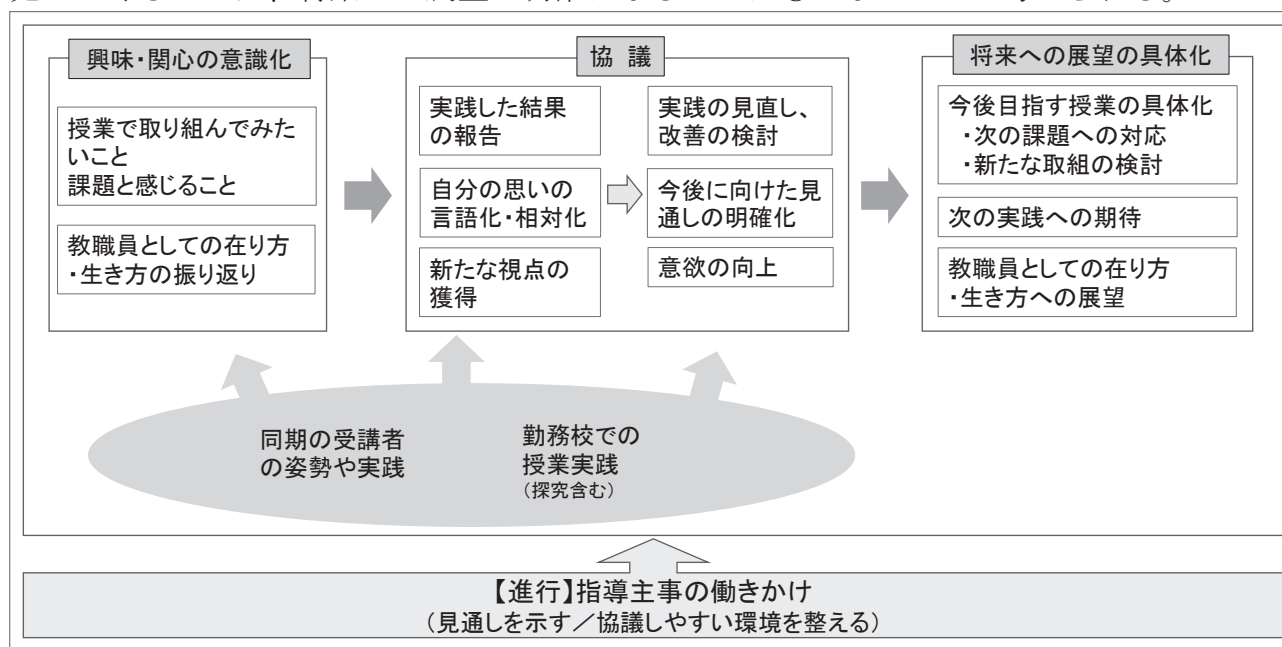 興味・関心の意識化
授業で取り組んでみた
いこと
課題と感じること
教職員としての在り方
・生き方の振り返り
協 議
実践した結果
の報告
自分の思いの
言語化・相対化
新たな視点の
獲得
実践の見直し、
改善の検討
今後に向けた見
通しの明確化
意欲の向上
将来への展望の具体化
今後目指す授業の具体化
・次の課題への対応
・新たな取組の検討
次の実践への期待
教職員としての在り方
・生き方への展望
同期の受講者
の姿勢や実践
勤務校での
授業実践
(探究含む)
【進行】指導主事の働きかけ
(見通しを示す/協議しやすい環境を整える)